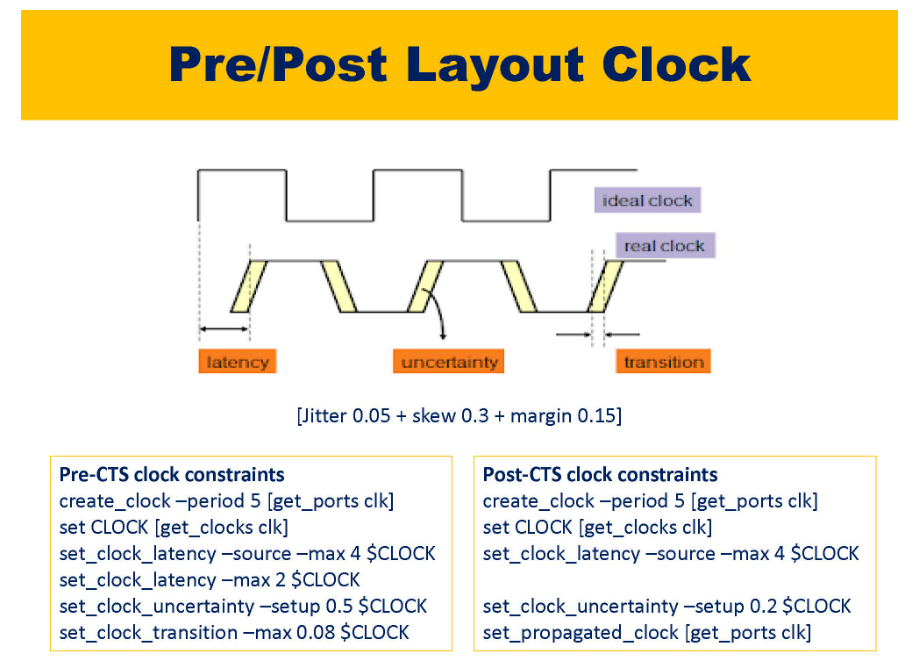 Pre/Post Layout Clock
ideal clock
real clock
latency
uncertainty
transition
[Jitter 0.05 + skew 0.3 + margin 0.15]
Pre-CTS clock constraints
create_clock –period 5 [get_ports clk]
set CLOCK [get_clocks clk]
set_clock_latency –source –max 4 $CLOCK
set_clock_latency –max 2 $CLOCK
set_clock_uncertainty –setup 0.5 $CLOCK
set_clock_transition –max 0.08 $CLOCK
Post-CTS clock constraints
create_clock –period 5 [get_ports clk]
set CLOCK [get_clocks clk]
set_clock_latency –source –max 4 $CLOCK
set_clock_uncertainty –setup 0.2 $CLOCK
set_propagated_clock [get_ports clk]